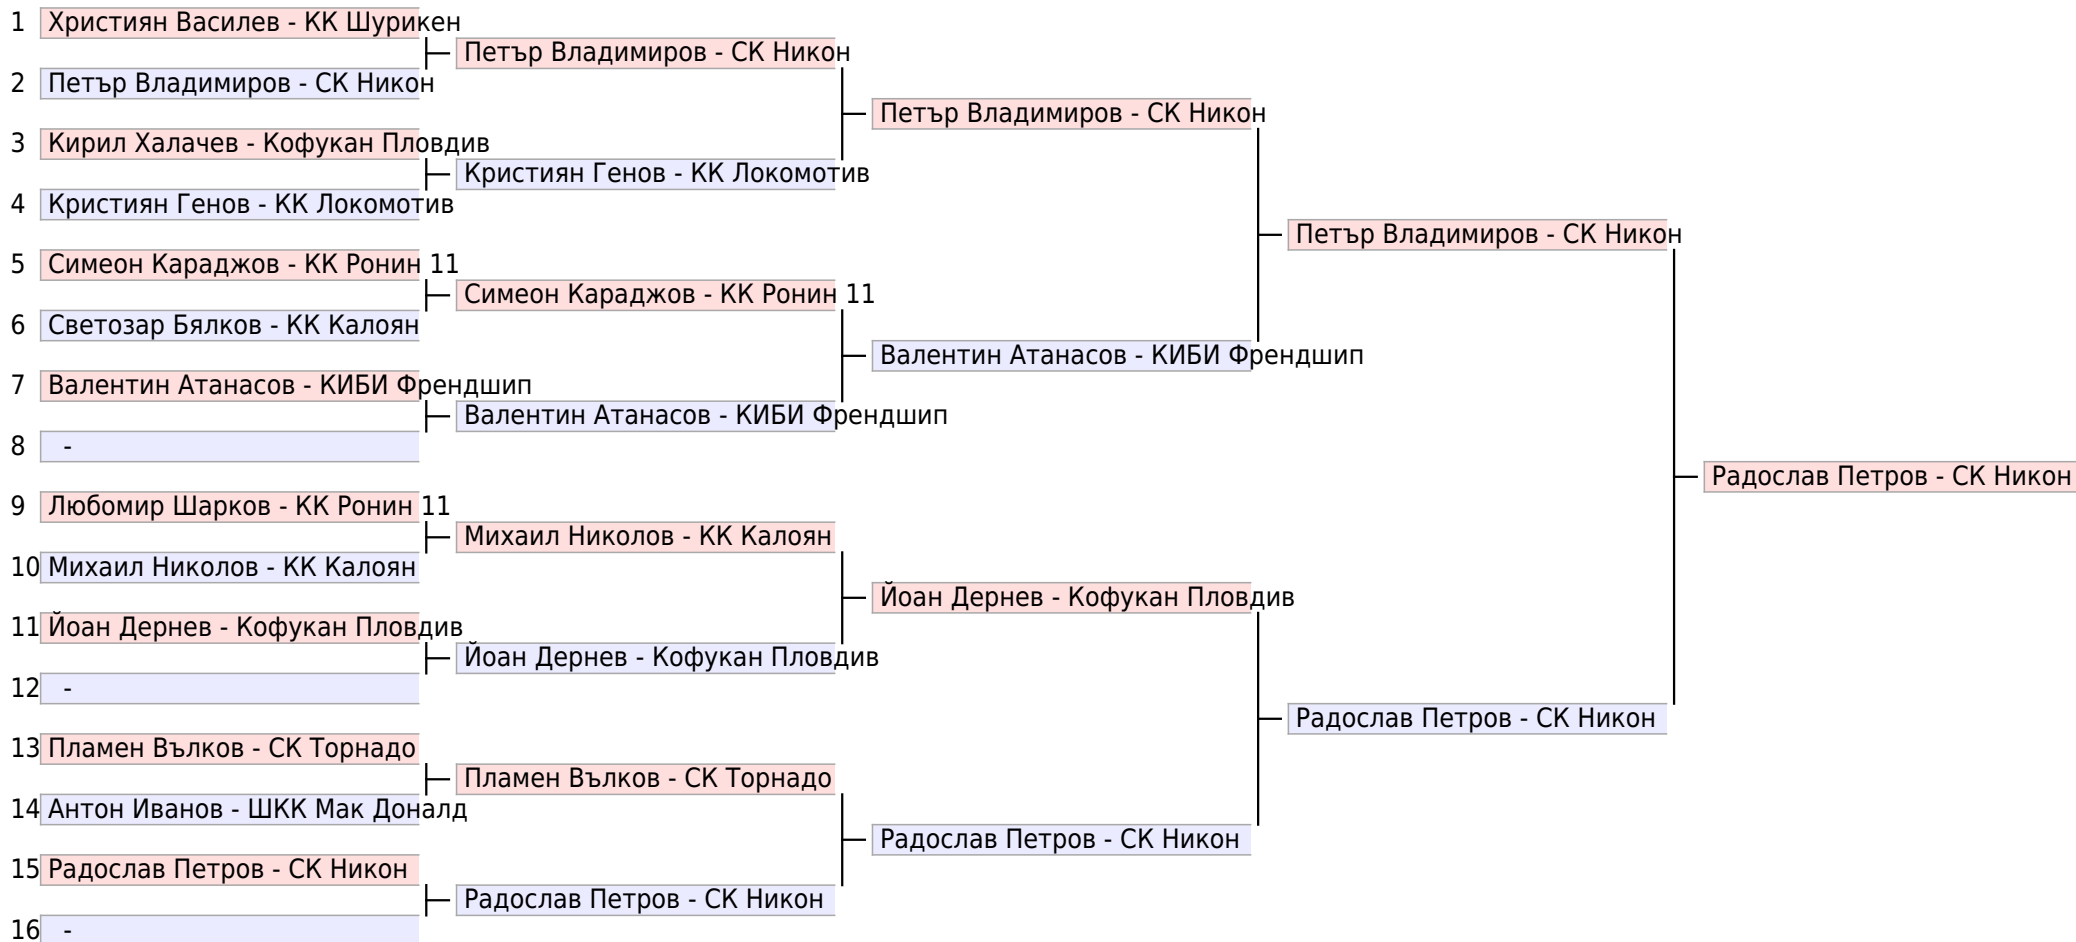 1 Християн Василев - КК Шурикен
Петър Владимиров - СК Никон
2 Петър Владимиров - СК Никон
Петър Владимиров - СК Никон
3 Кирил Халачев - Кофукан Пловдив
Кристиян Генов - КК Локомотив
4 Кристиян Генов - КК Локомотив
Петър Владимиров - СК Никон
5 Симеон Караджов - КК Ронин 11
Симеон Караджов - КК Ронин 11
6 Светозар Бялков - КК Калоян
Валентин Атанасов - КИБИ Френдшип
7 Валентин Атанасов - КИБИ Френдшип
Валентин Атанасов - КИБИ Френдшип
8 -
Радослав Петров - СК Никон
9 Любомир Шарков - КК Ронин 11
Михаил Николов - КК Калоян
10 Михаил Николов - КК Калоян
Йоан Дернев - Кофукан Пловдив
11 Йоан Дернев - Кофукан Пловдив
Йоан Дернев - Кофукан Пловдив
12 -
Радослав Петров - СК Никон
13 Пламен Вълков - СК Торнадо
Пламен Вълков - СК Торнадо
14 Антон Иванов - ШКК Мак Доналд
Радослав Петров - СК Никон
15 Радослав Петров - СК Никон
Радослав Петров - СК Никон
16 -